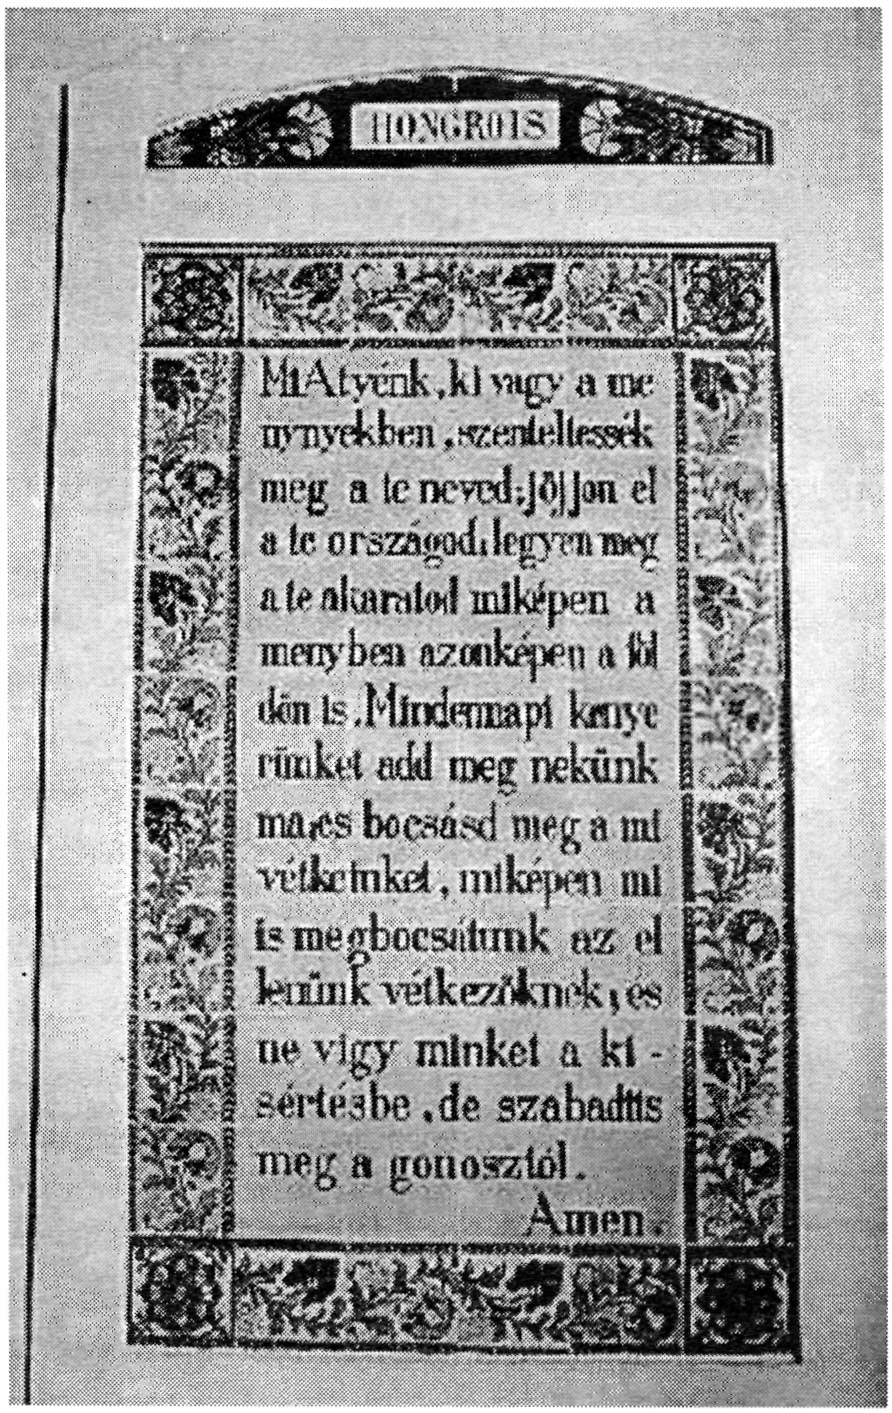 HONGROIS
Mi Atyénk, ki vagy a me
nynyekben, szenteltessék
meg a te neved: jöjjon el
a te országod, legyen meg
a te akaratod miképen a
menyben azonképen a föl
dön is. Mindennapi kenye
rünket add meg nekünk
ma, es bocsásd meg a mi
vétkeinket, miképen mi
is megbocsátunk az el
lenünk vétkezőknek, és
ne vigy minket a ki-
sértésbe, de szabadits
meg a gonosztól.
Amen.